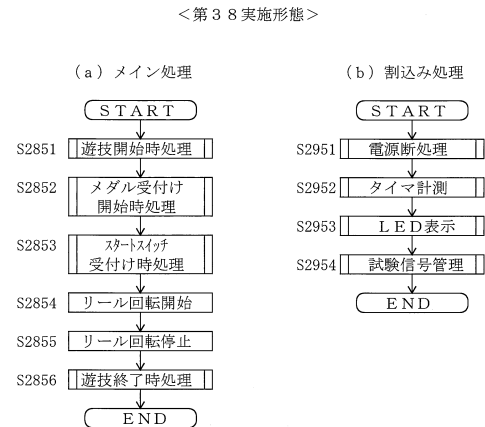 ＜第３８実施形態＞
（ａ）メイン処理
ＳＴＡＲＴ
S2851 遊技開始時処理
S2852 メダル受付け
開始時処理
S2853 スタートスイッチ
受付け時処理
S2854 リール回転開始
S2855 リール回転停止
S2856 遊技終了時処理
ＥＮＤ
（ｂ）割込み処理
ＳＴＡＲＴ
S2951 電源断処理
S2952 タイマ計測
S2953 ＬＥＤ表示
S2954 試験信号管理
ＥＮＤ